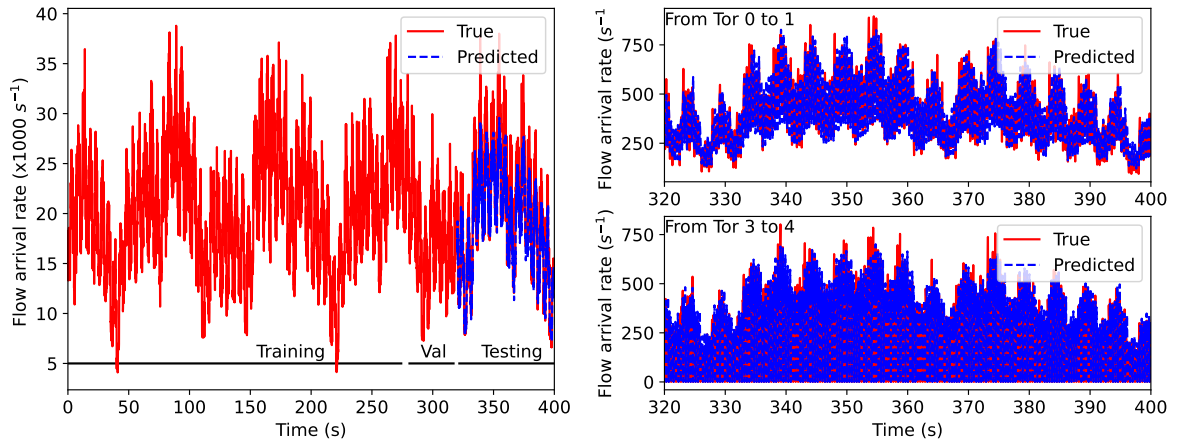 Flow arrival rate (x1000 s⁻¹)
40
35
30
25
20
15
10
5
True
Predicted
Training
Val
Testing
0
50
100
150
200
250
300
350
400
Time (s)
Flow arrival rate (s⁻¹
750
500
250
From Tor 0 to 1
True
Predicted
320
330
340
350
360
370
380
390
400
Flow arrival rate (s⁻¹)
750
500
250
0
From Tor 3 to 4
True
Predicted
320
330
340
350
360
370
380
390
400
Time (s)